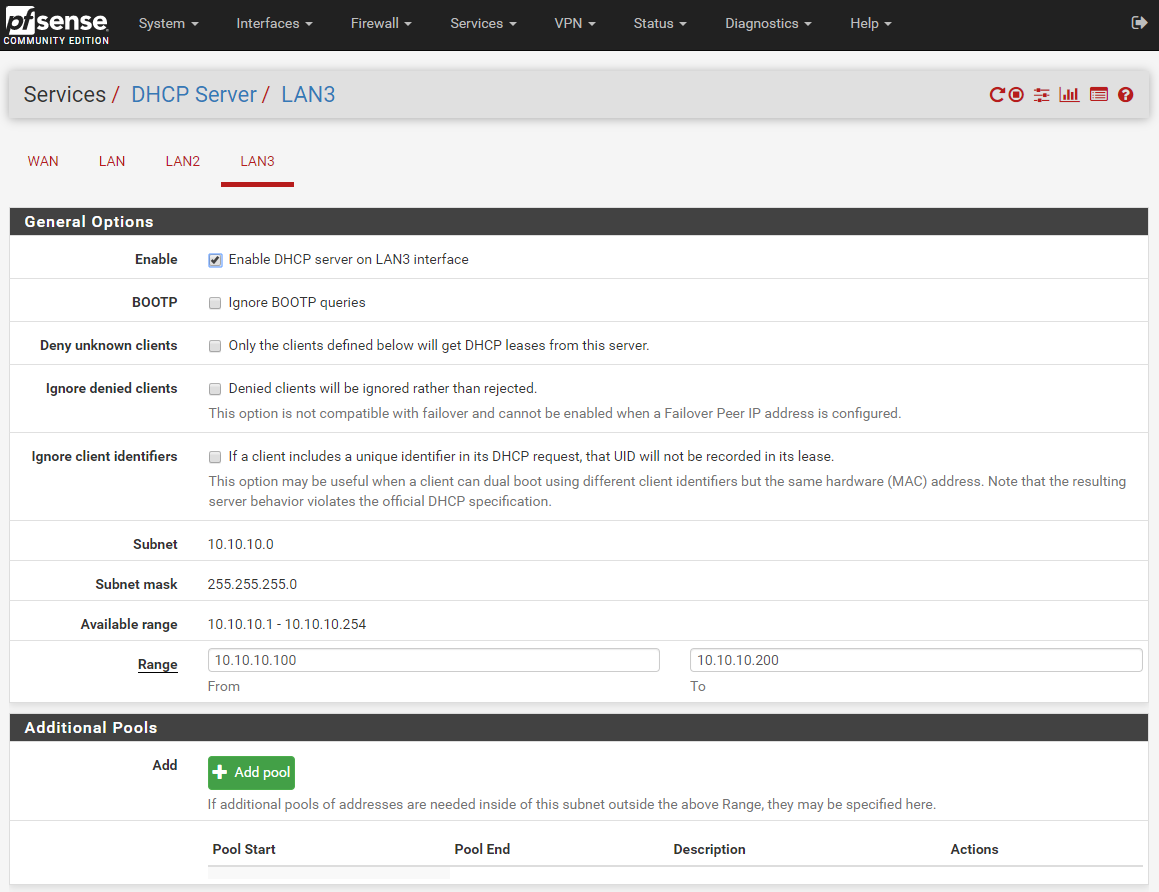 pfsense
COMMUNITY EDITION
System Interfaces Firewall Services VPN Status Diagnostics Help
Services / DHCP Server / LAN3
WAN LAN LAN2 LAN3
General Options
Enable Enable DHCP server on LAN3 interface
BOOTP Ignore BOOTP queries
Deny unknown clients Only the clients defined below will get DHCP leases from this server.
Ignore denied clients Denied clients will be ignored rather than rejected.
This option is not compatible with failover and cannot be enabled when a Failover Peer IP address is configured.
Ignore client identifiers If a client includes a unique identifier in its DHCP request, that UID will not be recorded in its lease.
This option may be useful when a client can dual boot using different client identifiers but the same hardware (MAC) address. Note that the resulting
server behavior violates the official DHCP specification.
Subnet 10.10.10.0
Subnet mask 255.255.255.0
Available range 10.10.10.1 - 10.10.10.254
Range 10.10.10.100 10.10.10.200
From To
Additional Pools
Add Add pool
If additional pools of addresses are needed inside of this subnet outside the above Range, they may be specified here.
Pool Start Pool End Description Actions